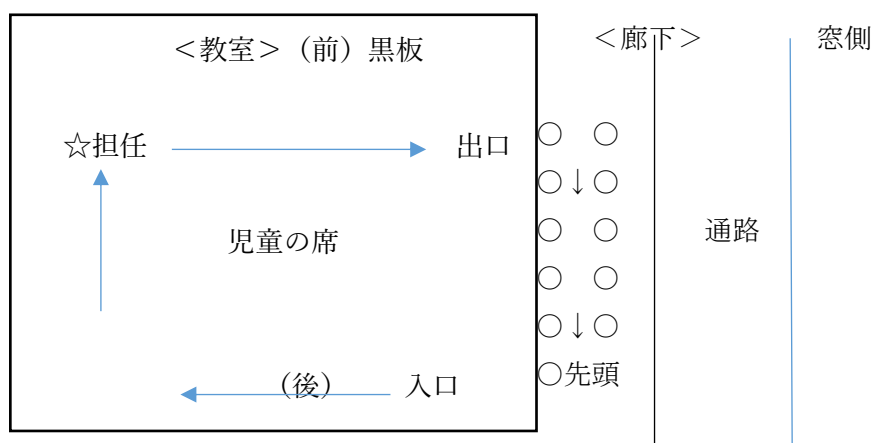 ＜教室＞（前）黒板
＜廊下＞
窓側
☆担任
出口
○ ○
○↓○
児童の席
○ ○
通路
○ ○
○↓○
（後）
入口
○先頭